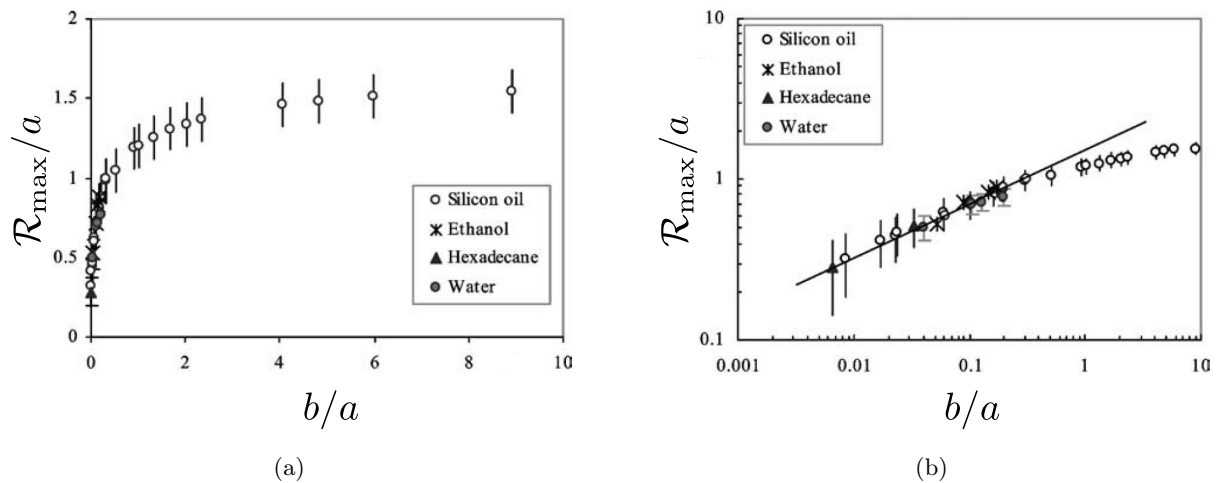 2
1.5
1
0.5
0
0 2 4 6 8 10
R_max/a
b/a
Silicon oil
Ethanol
Hexadecane
Water
(a)
10
1
0.1
0.001 0.01 0.1 1 10
R_max/a
b/a
Silicon oil
Ethanol
Hexadecane
Water
(b)